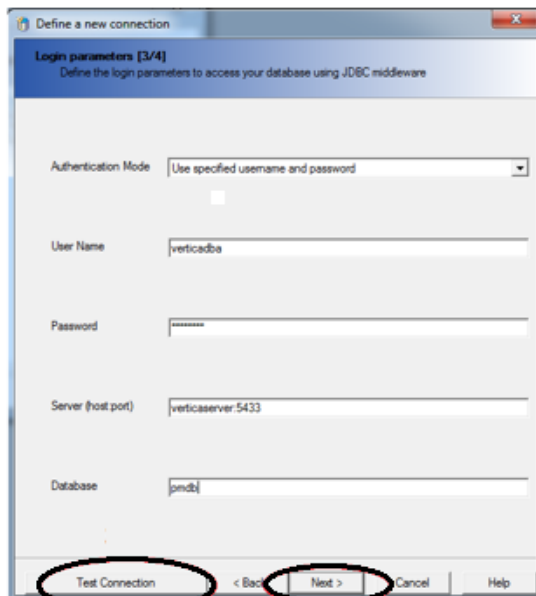 Define a new connection
Login parameters [3/4]
Define the login parameters to access your database using JDBC middleware
Authentication Mode Use specified username and password
User Name verticadba
Password ********
Server (host:port) verticaserver:5433
Database pmdb
Test Connection < Back Next > Cancel Help